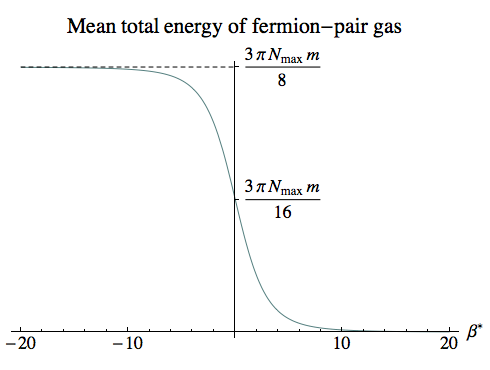 Mean total energy of fermion−pair gas
3 π N_max m
8
3 π N_max m
16
−20 −10 10 20 β*